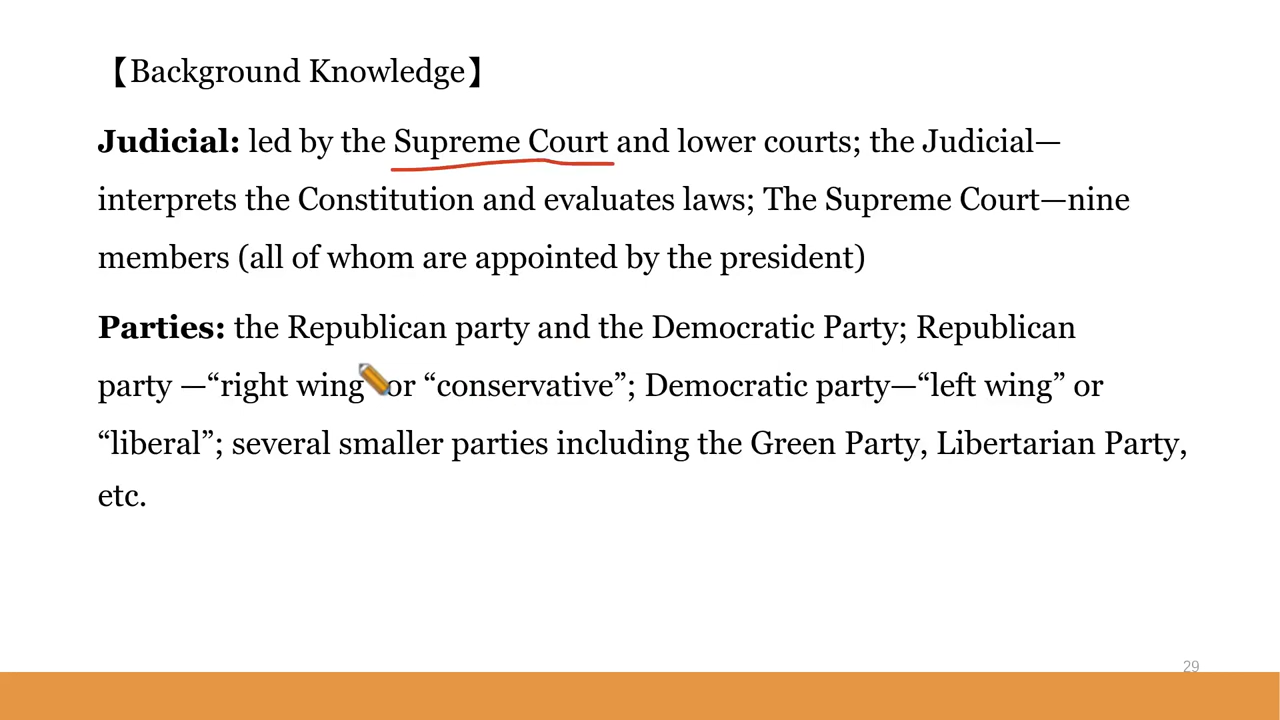 【Background Knowledge】
Judicial: led by the Supreme Court and lower courts; the Judicial—
interprets the Constitution and evaluates laws; The Supreme Court—nine
members (all of whom are appointed by the president)
Parties: the Republican party and the Democratic Party; Republican
party —“right wing” or “conservative”; Democratic party—“left wing” or
“liberal”; several smaller parties including the Green Party, Libertarian Party,
etc.
29